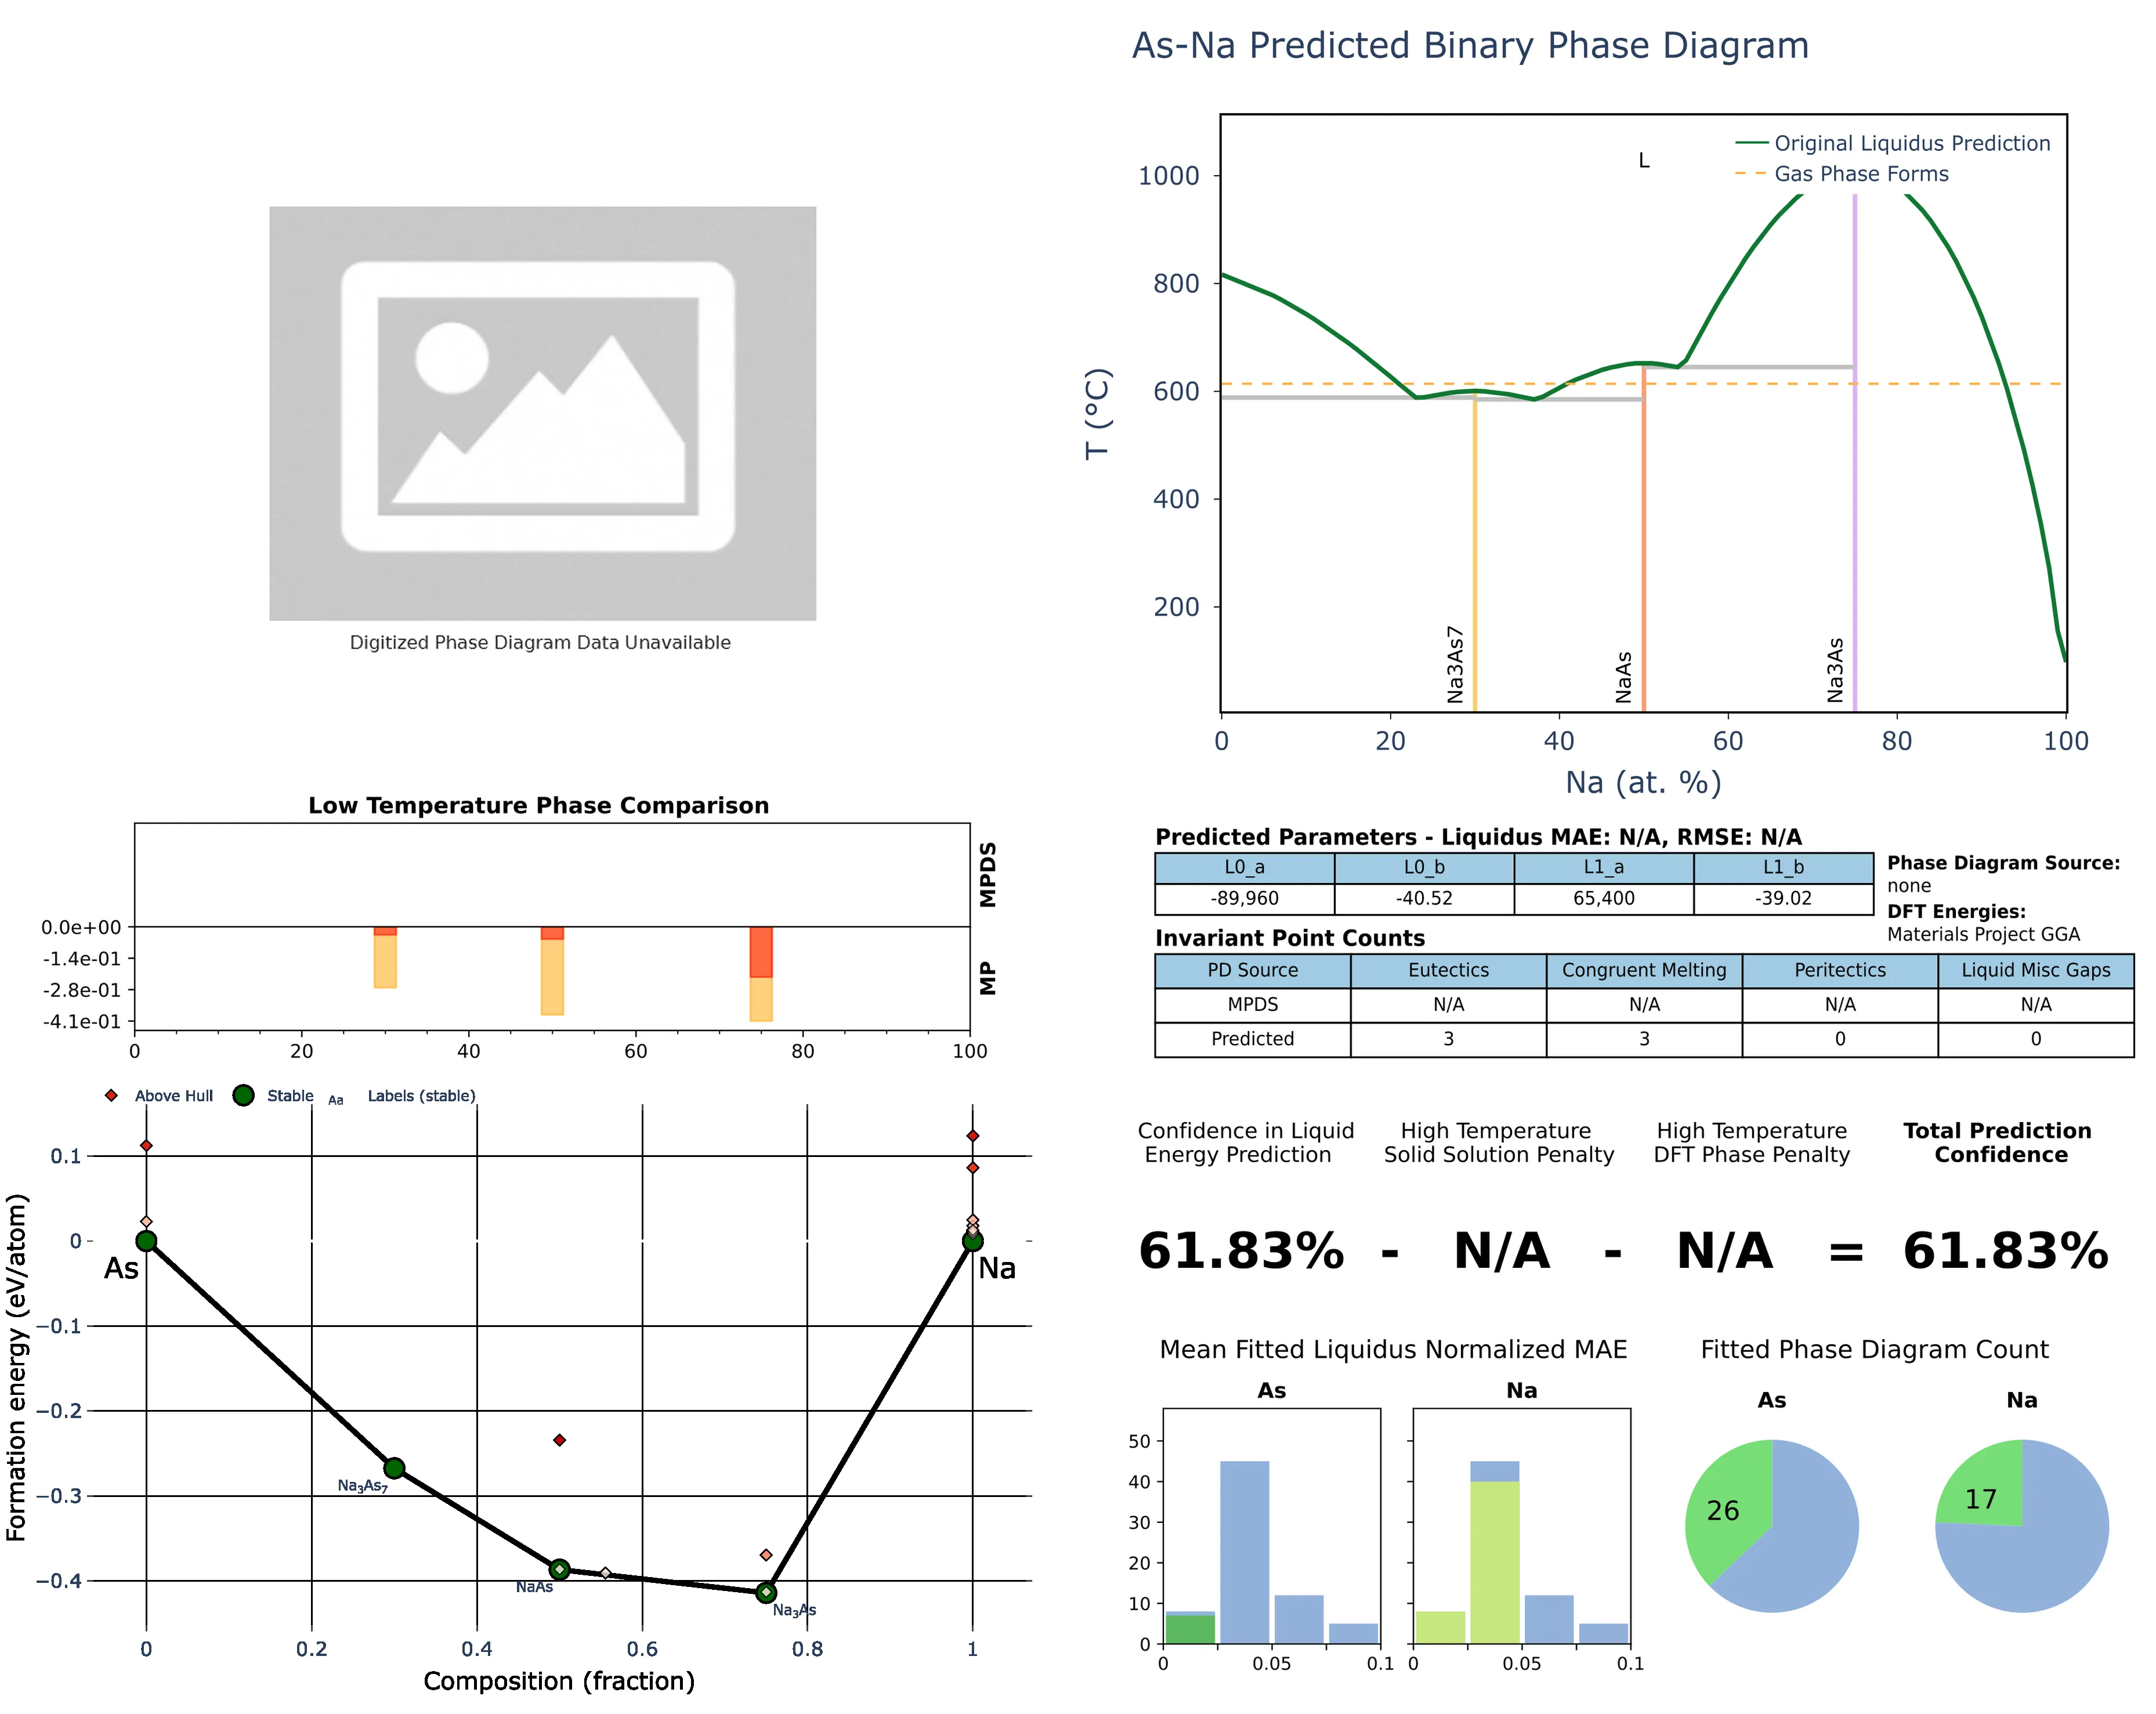 As-Na Predicted Binary Phase Diagram
Digitized Phase Diagram Data Unavailable
L
Original Liquidus Prediction
Gas Phase Forms
1000
800
600
400
200
T (°C)
Na3As7
NaAs
Na3As
0 20 40 60 80 100
Na (at. %)
Low Temperature Phase Comparison
MPDS
MP
0.0e+00
-1.4e-01
-2.8e-01
-4.1e-01
0 20 40 60 80 100
Predicted Parameters - Liquidus MAE: N/A, RMSE: N/A
L0_a L0_b L1_a L1_b
-89,960 -40.52 65,400 -39.02
Phase Diagram Source:
none
DFT Energies:
Materials Project GGA
Invariant Point Counts
PD Source Eutectics Congruent Melting Peritectics Liquid Misc Gaps
MPDS N/A N/A N/A N/A
Predicted 3 3 0 0
Above Hull Stable Aa Labels (stable)
0.1
0
−0.1
−0.2
−0.3
−0.4
Formation energy (eV/atom)
As
Na
Na₃As₇
NaAs
Na₃As
0 0.2 0.4 0.6 0.8 1
Composition (fraction)
Confidence in Liquid
Energy Prediction
High Temperature
Solid Solution Penalty
High Temperature
DFT Phase Penalty
Total Prediction
Confidence
61.83% - N/A - N/A = 61.83%
Mean Fitted Liquidus Normalized MAE
As
Na
50
40
30
20
10
0
0 0.05 0.1
0 0.05 0.1
Fitted Phase Diagram Count
As
Na
26
17